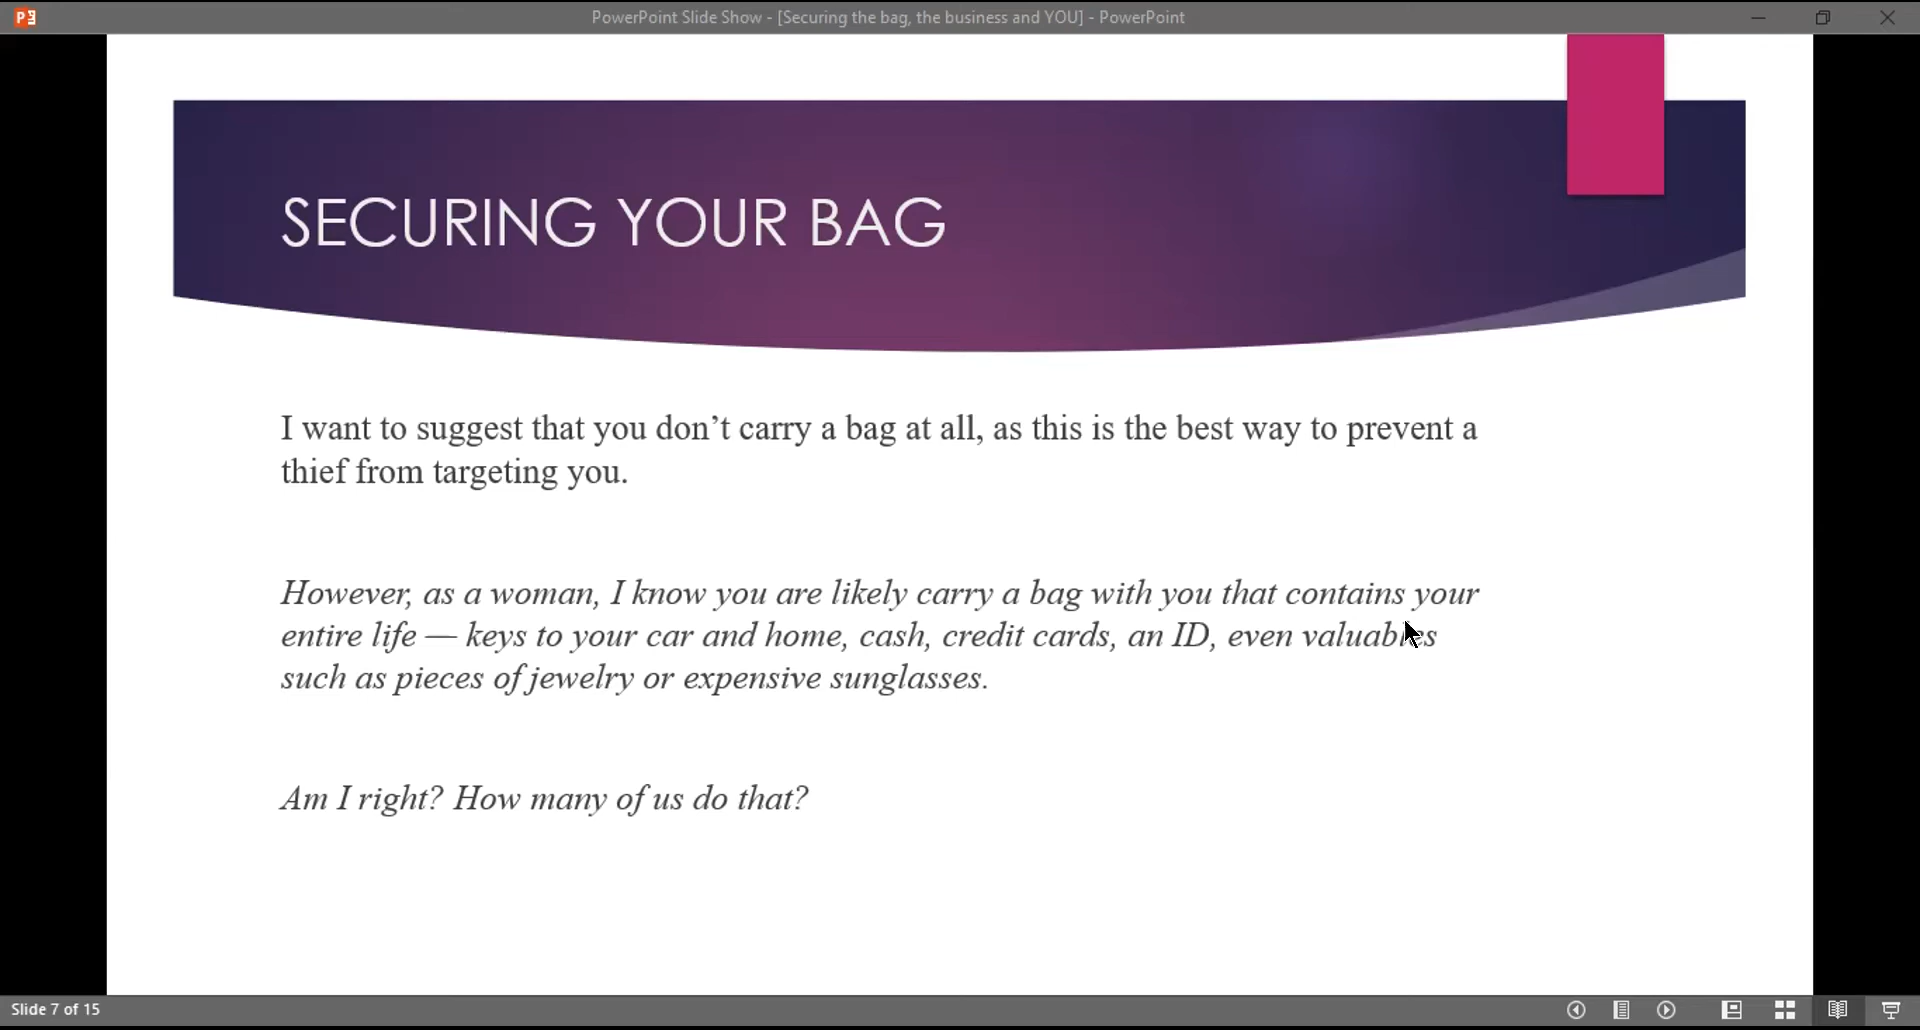 PowerPoint Slide Show - [Securing the bag, the business and YOU] - PowerPoint
SECURING YOUR BAG
I want to suggest that you don’t carry a bag at all, as this is the best way to prevent a
thief from targeting you.
However, as a woman, I know you are likely carry a bag with you that contains your
entire life — keys to your car and home, cash, credit cards, an ID, even valuables
such as pieces of jewelry or expensive sunglasses.
Am I right? How many of us do that?
Slide 7 of 15